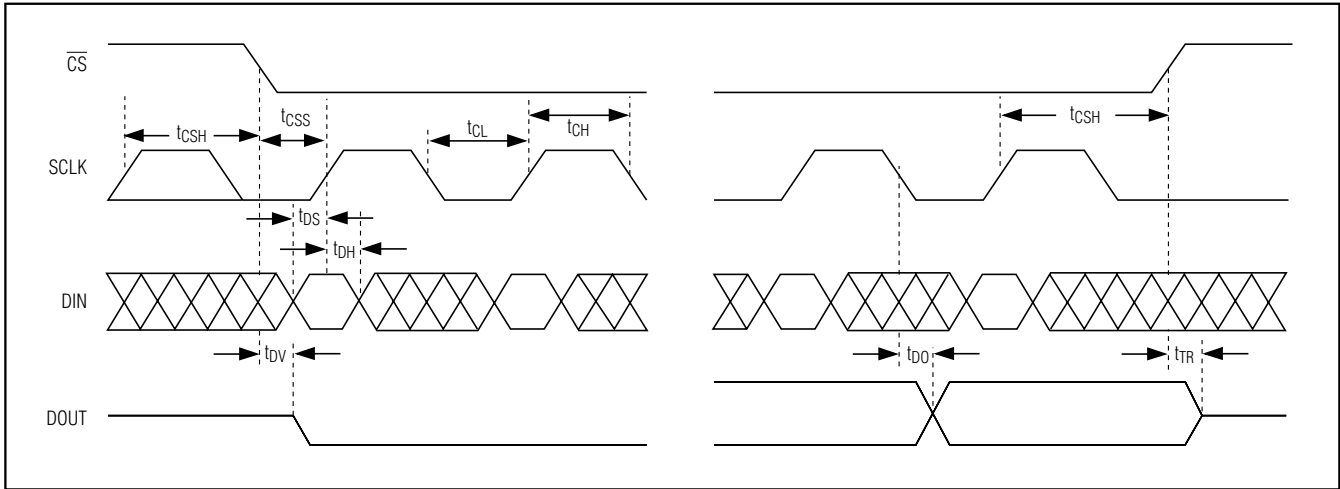 CS
tCSH
tCSS
tCL
tCH
tCSH
SCLK
tDS
tDH
DIN
tDV
tDO
tTR
DOUT